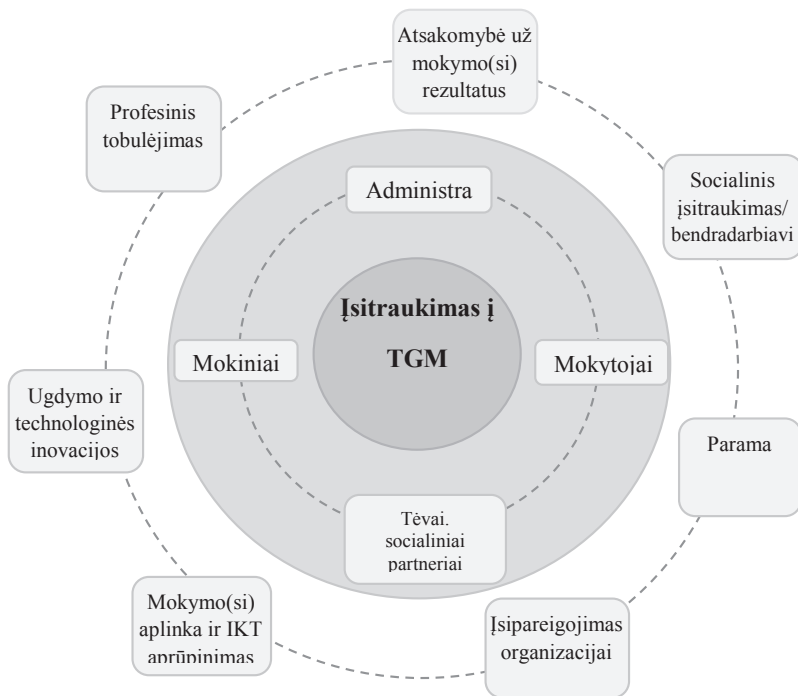 Atsakomybė už
mokymo(si)
rezultatus
Profesinis
tobulėjimas
Socialinis
įsitraukimas/
bendradarbiavi
Administra
Įsitraukimas į
TGM
Mokiniai
Mokytojai
Ugdymo ir
technologinės
inovacijos
Parama
Tėvai.
socialiniai
partneriai
Mokymo(si)
aplinka ir IKT
aprūpinimas
Įsipareigojimas
organizacijai